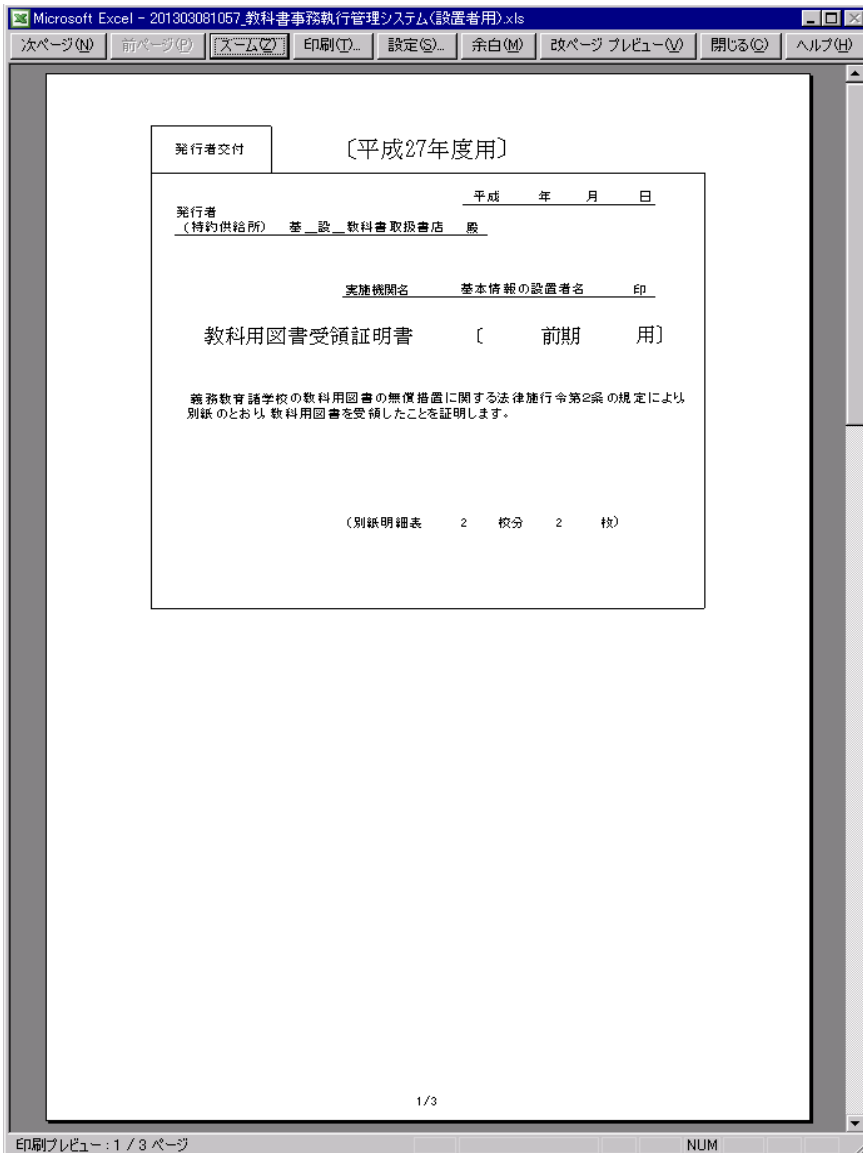 Microsoft Excel - 201303081057_教科書事務執行管理システム(設置者用).xls
次ページ(N) 前ページ(P) ズーム(Z) 印刷(T)... 設定(S)... 余白(M) 改ページ プレビュー(V) 閉じる(C) ヘルプ(H)
発行者交付 〔平成27年度用〕
平成 年 月 日
発行者
(特約供給所) 基__設__教科書取扱書店 殿
実施機関名 基本情報の設置者名 印
教科用図書受領証明書 〔 前期 用〕
義務教育諸学校の教科用図書の無償措置に関する法律施行令第2条の規定により、
別紙のとおり、教科用図書を受領したことを証明します。
(別紙明細表 2 校分 2 枚)
1/3
印刷プレビュー : 1 / 3 ページ NUM